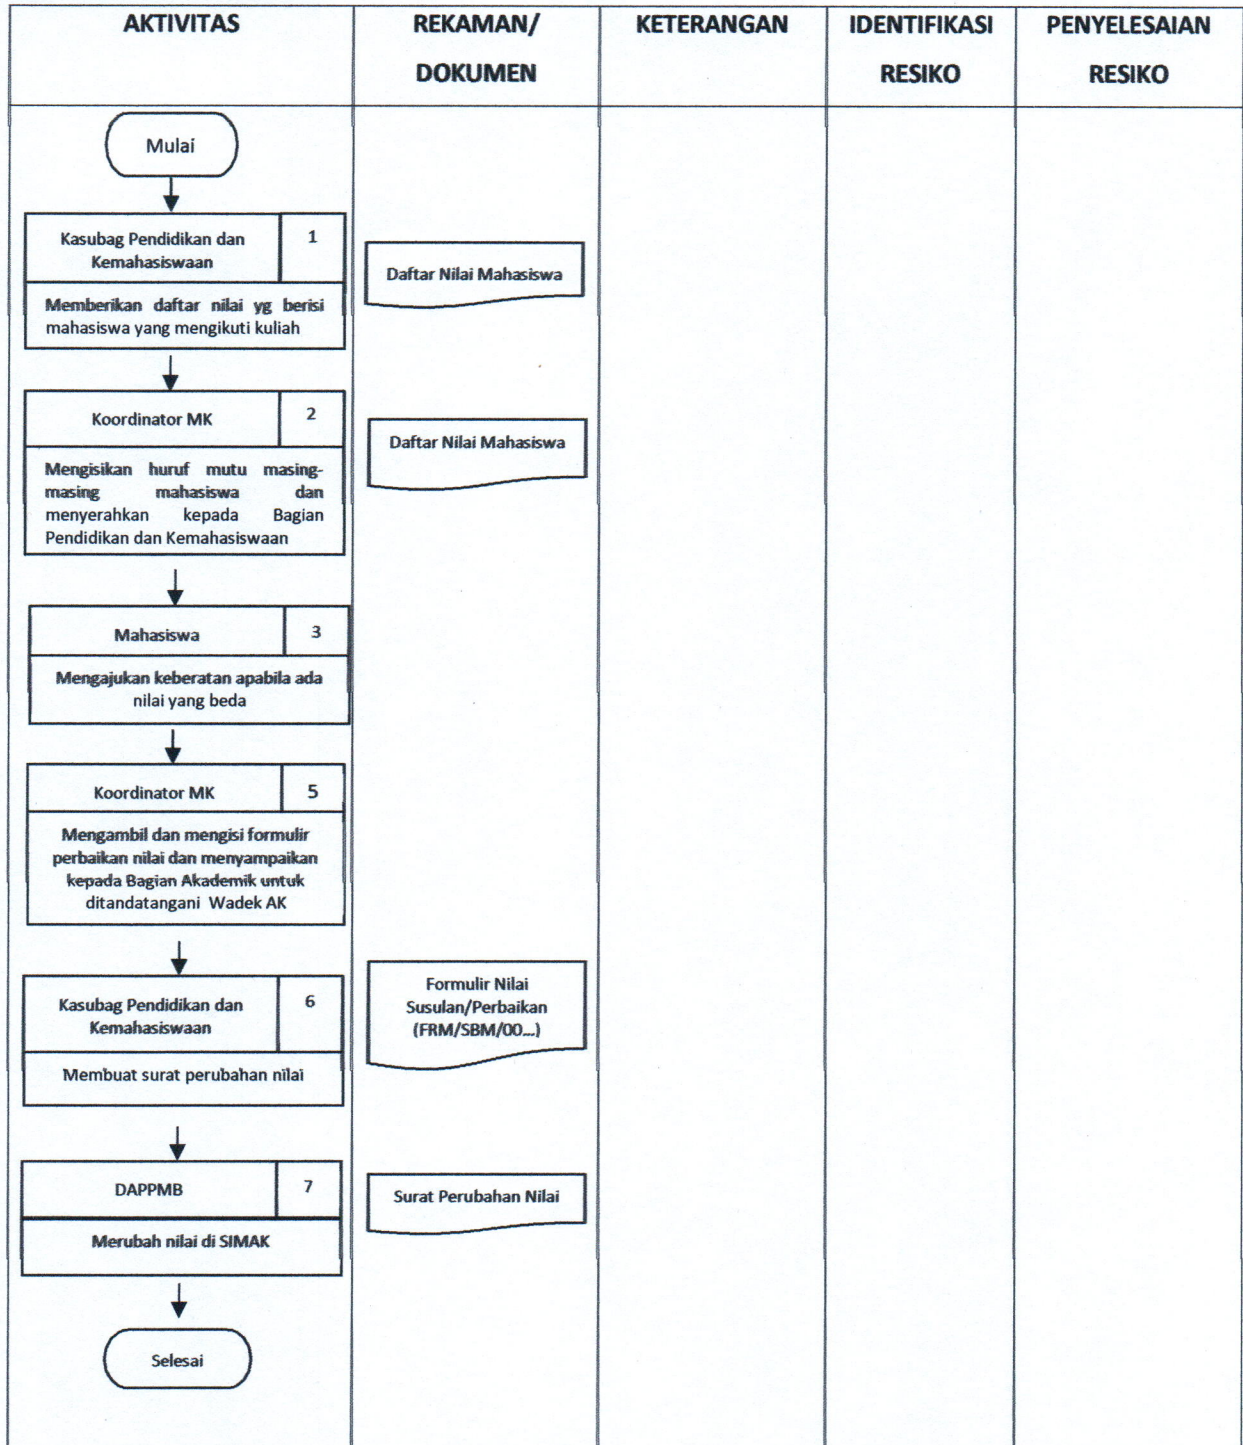 AKTIVITAS
REKAMAN/
DOKUMEN
KETERANGAN
IDENTIFIKASI
RESIKO
PENYELESAIAN
RESIKO
Mulai
Kasubag Pendidikan dan
Kemahasiswaan
1
Memberikan daftar nilai yg berisi
mahasiswa yang mengikuti kuliah
Daftar Nilai Mahasiswa
Koordinator MK
2
Mengisikan huruf mutu masing-
masing mahasiswa dan
menyerahkan kepada Bagian
Pendidikan dan Kemahasiswaan
Daftar Nilai Mahasiswa
Mahasiswa
3
Mengajukan keberatan apabila ada
nilai yang beda
Koordinator MK
5
Mengambil dan mengisi formulir
perbaikan nilai dan menyampaikan
kepada Bagian Akademik untuk
ditandatangani Wadek AK
Kasubag Pendidikan dan
Kemahasiswaan
6
Membuat surat perubahan nilai
Formulir Nilai
Susulan/Perbaikan
(FRM/SBM/00...)
DAPPMB
7
Merubah nilai di SIMAK
Surat Perubahan Nilai
Selesai